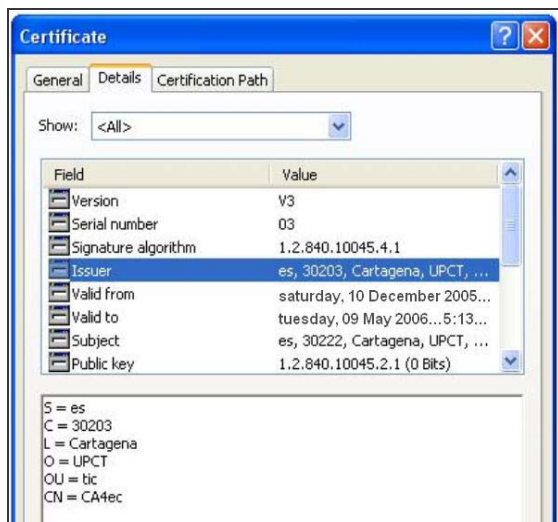 Certificate
General Details Certification Path
Show: <All>
Field Value
Version V3
Serial number 03
Signature algorithm 1.2.840.10045.4.1
Issuer es, 30203, Cartagena, UPCT, ...
Valid from saturday, 10 December 2005...
Valid to tuesday, 09 May 2006...5:13...
Subject es, 30222, Cartagena, UPCT, ...
Public key 1.2.840.10045.2.1 (0 Bits)
S = es
C = 30203
L = Cartagena
O = UPCT
OU = tic
CN = CA4ec